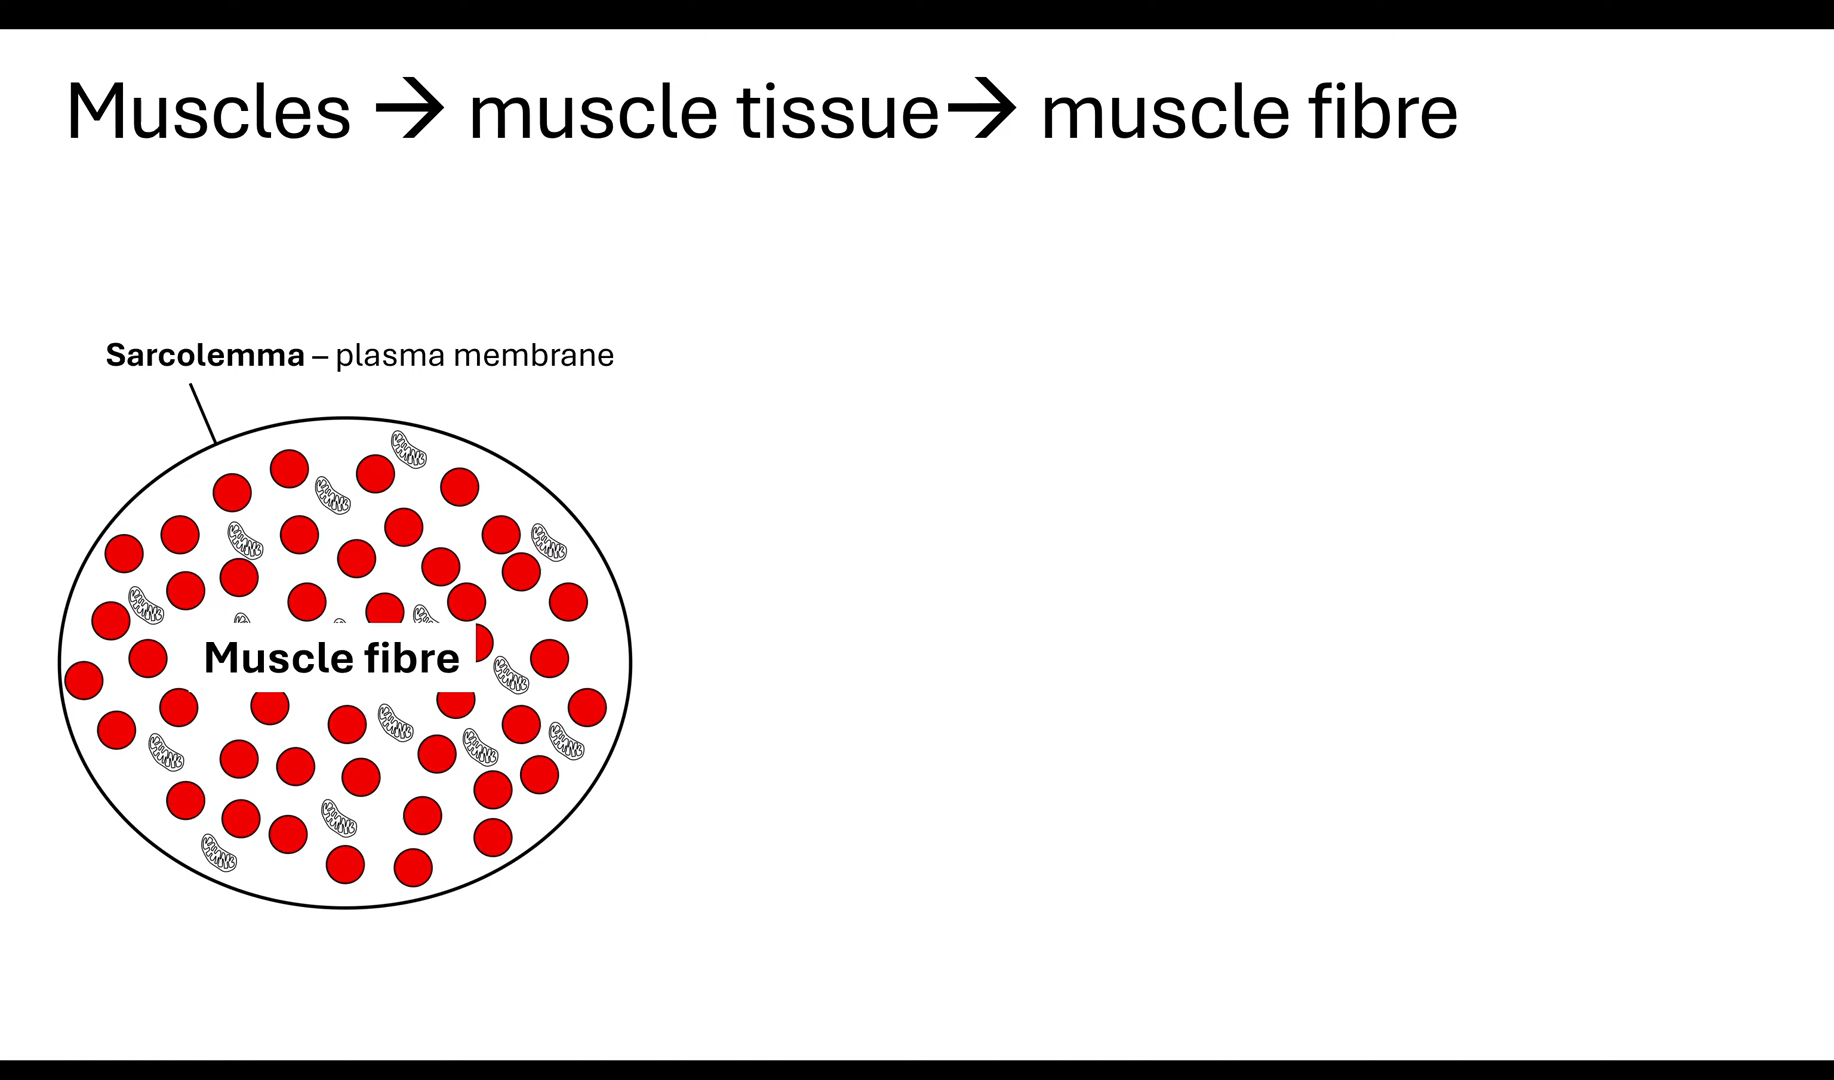 Muscles → muscle tissue→ muscle fibre
Sarcolemma – plasma membrane
Muscle fibre